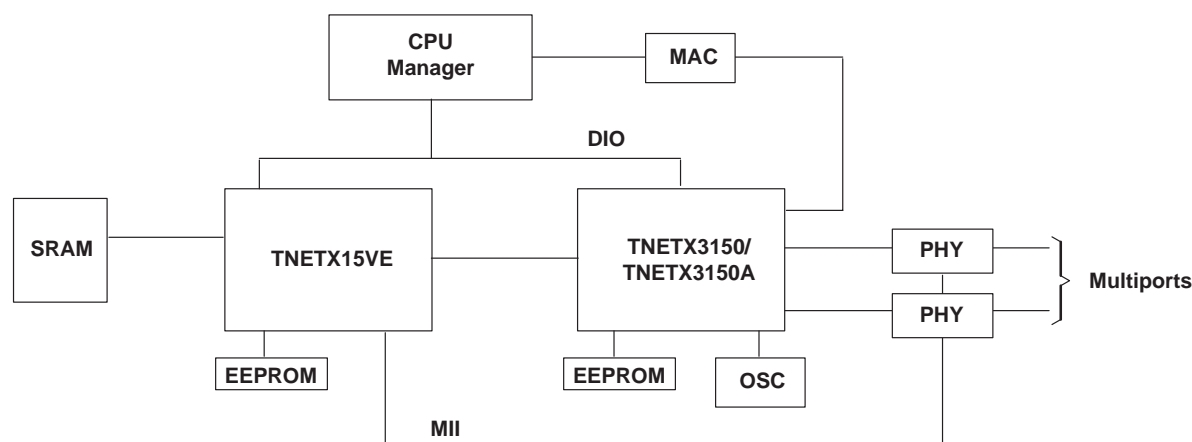 CPU
Manager
MAC
DIO
SRAM
TNETX15VE
TNETX3150/
TNETX3150A
PHY
Multiports
PHY
EEPROM
EEPROM
OSC
MII